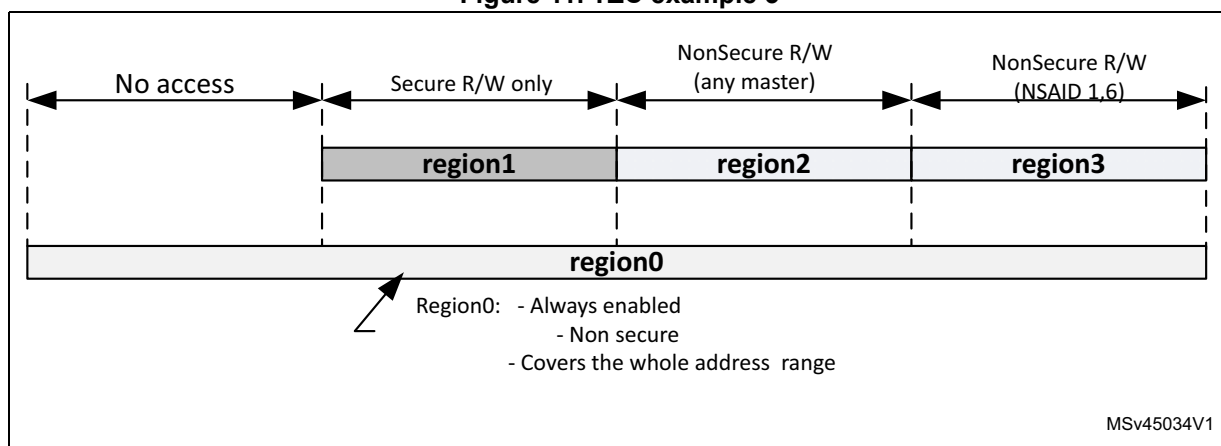 No access
Secure R/W only
NonSecure R/W
(any master)
NonSecure R/W
(NSAID 1,6)
region1
region2
region3
region0
Region0: - Always enabled
- Non secure
- Covers the whole address range
MSv45034V1